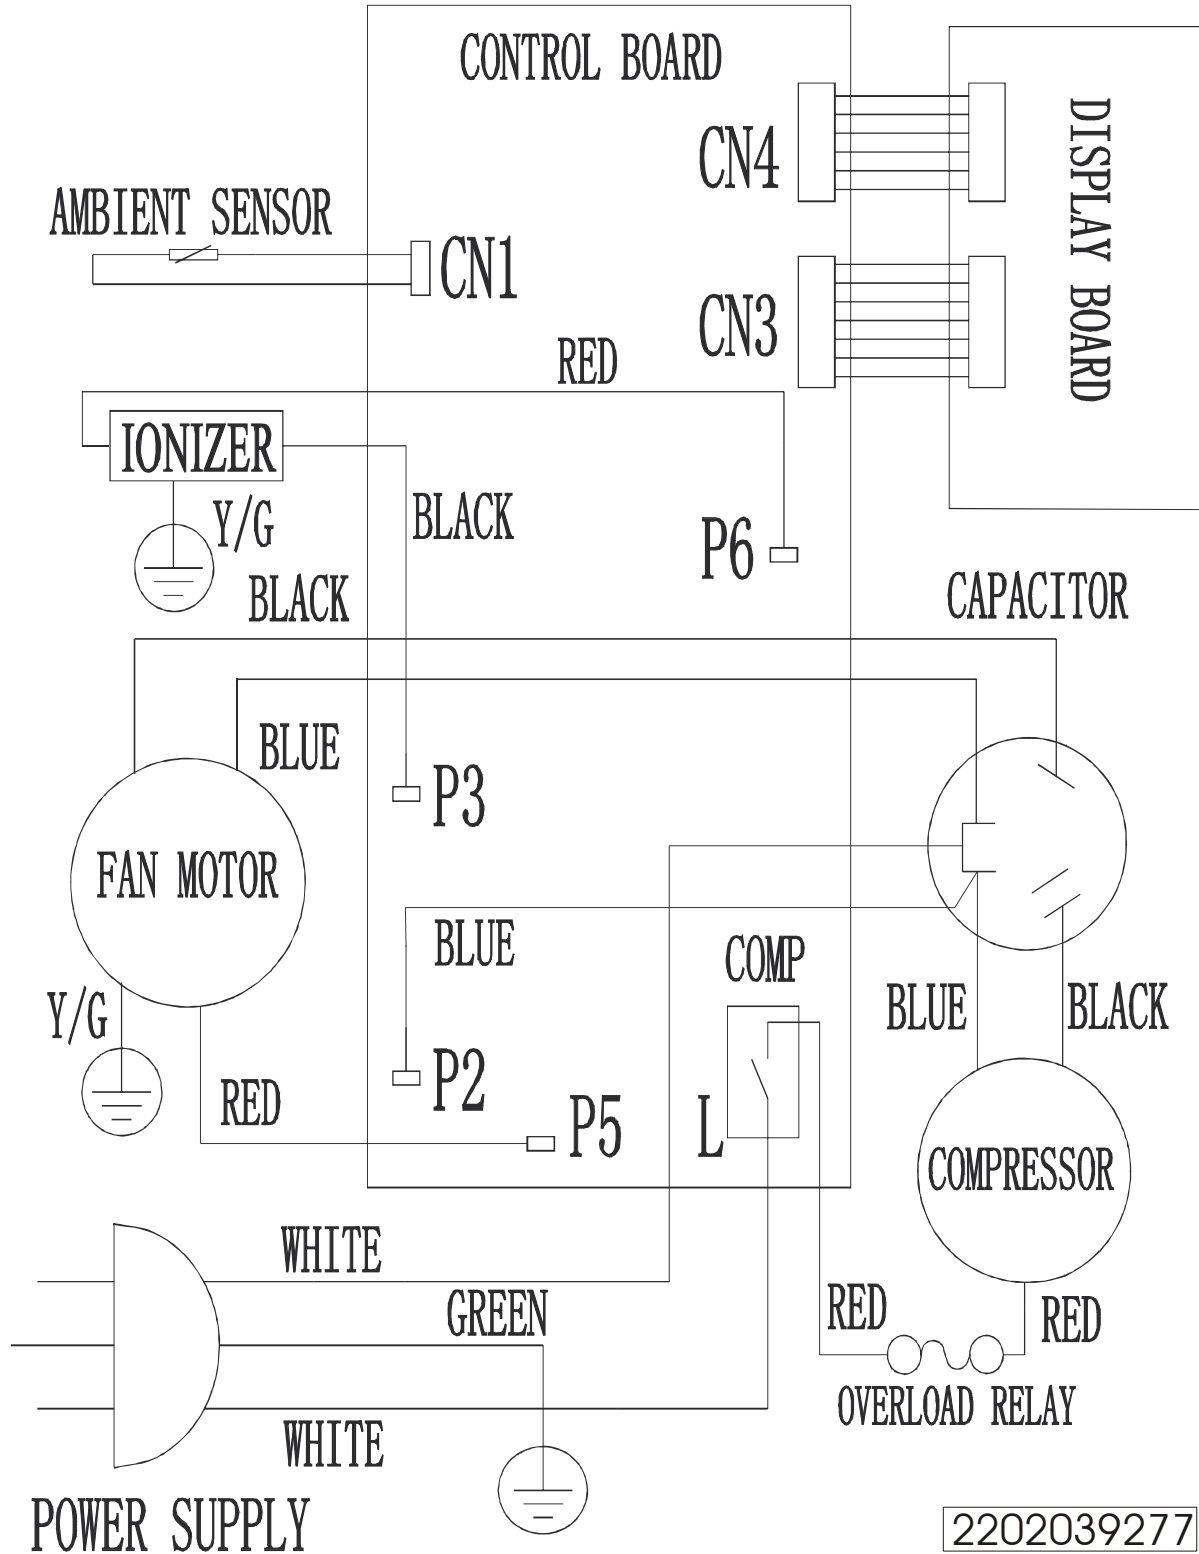 CONTROL BOARD
CN4
DISPLAY BOARD
AMBIENT SENSOR
CN1
CN3
RED
IONIZER
Y/G
BLACK
P6
BLACK
CAPACITOR
BLUE
P3
FAN MOTOR
BLUE
COMP
Y/G
BLUE
BLACK
RED
P2
P5
L
COMPRESSOR
WHITE
GREEN
RED
RED
OVERLOAD RELAY
WHITE
POWER SUPPLY
2202039277